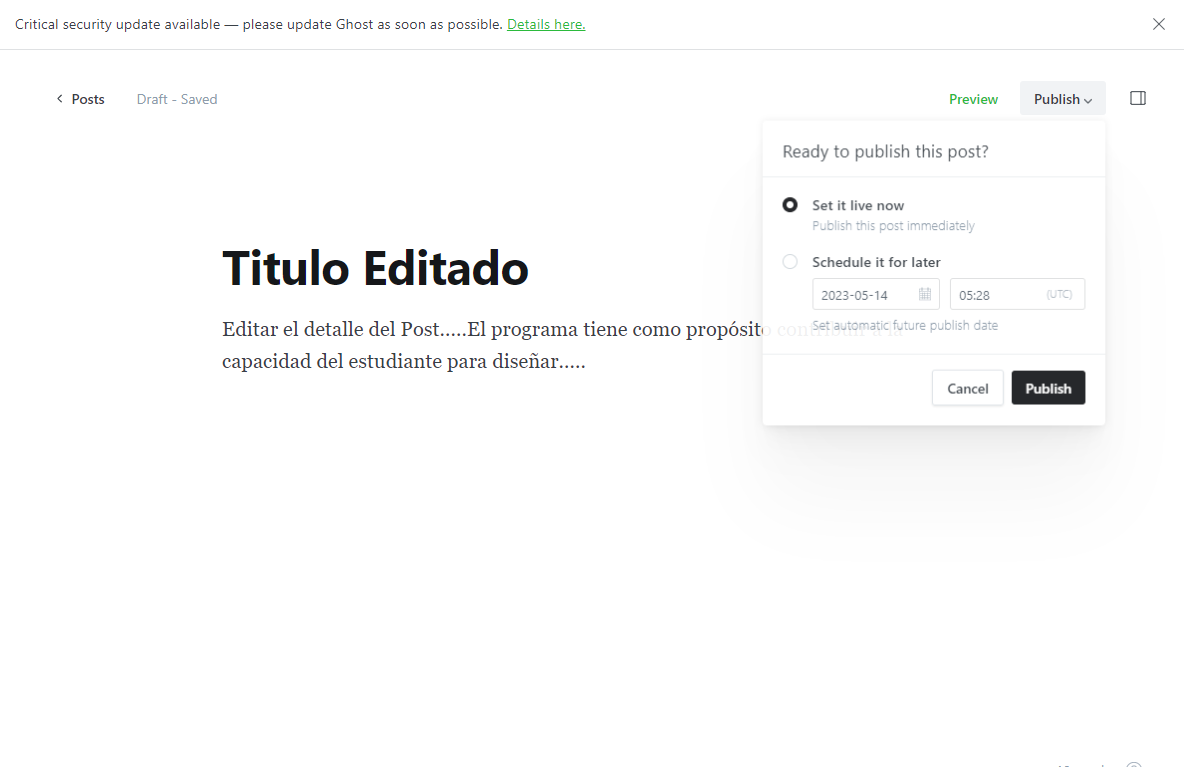 Critical security update available — please update Ghost as soon as possible. Details here.
Posts
Draft - Saved
Preview
Publish
Ready to publish this post?
Set it live now
Publish this post immediately
Schedule it for later
2023-05-14
05:28
(UTC)
Set automatic future publish date
Cancel
Publish
Titulo Editado
Editar el detalle del Post.....El programa tiene como propósito contribuir a la
capacidad del estudiante para diseñar.....